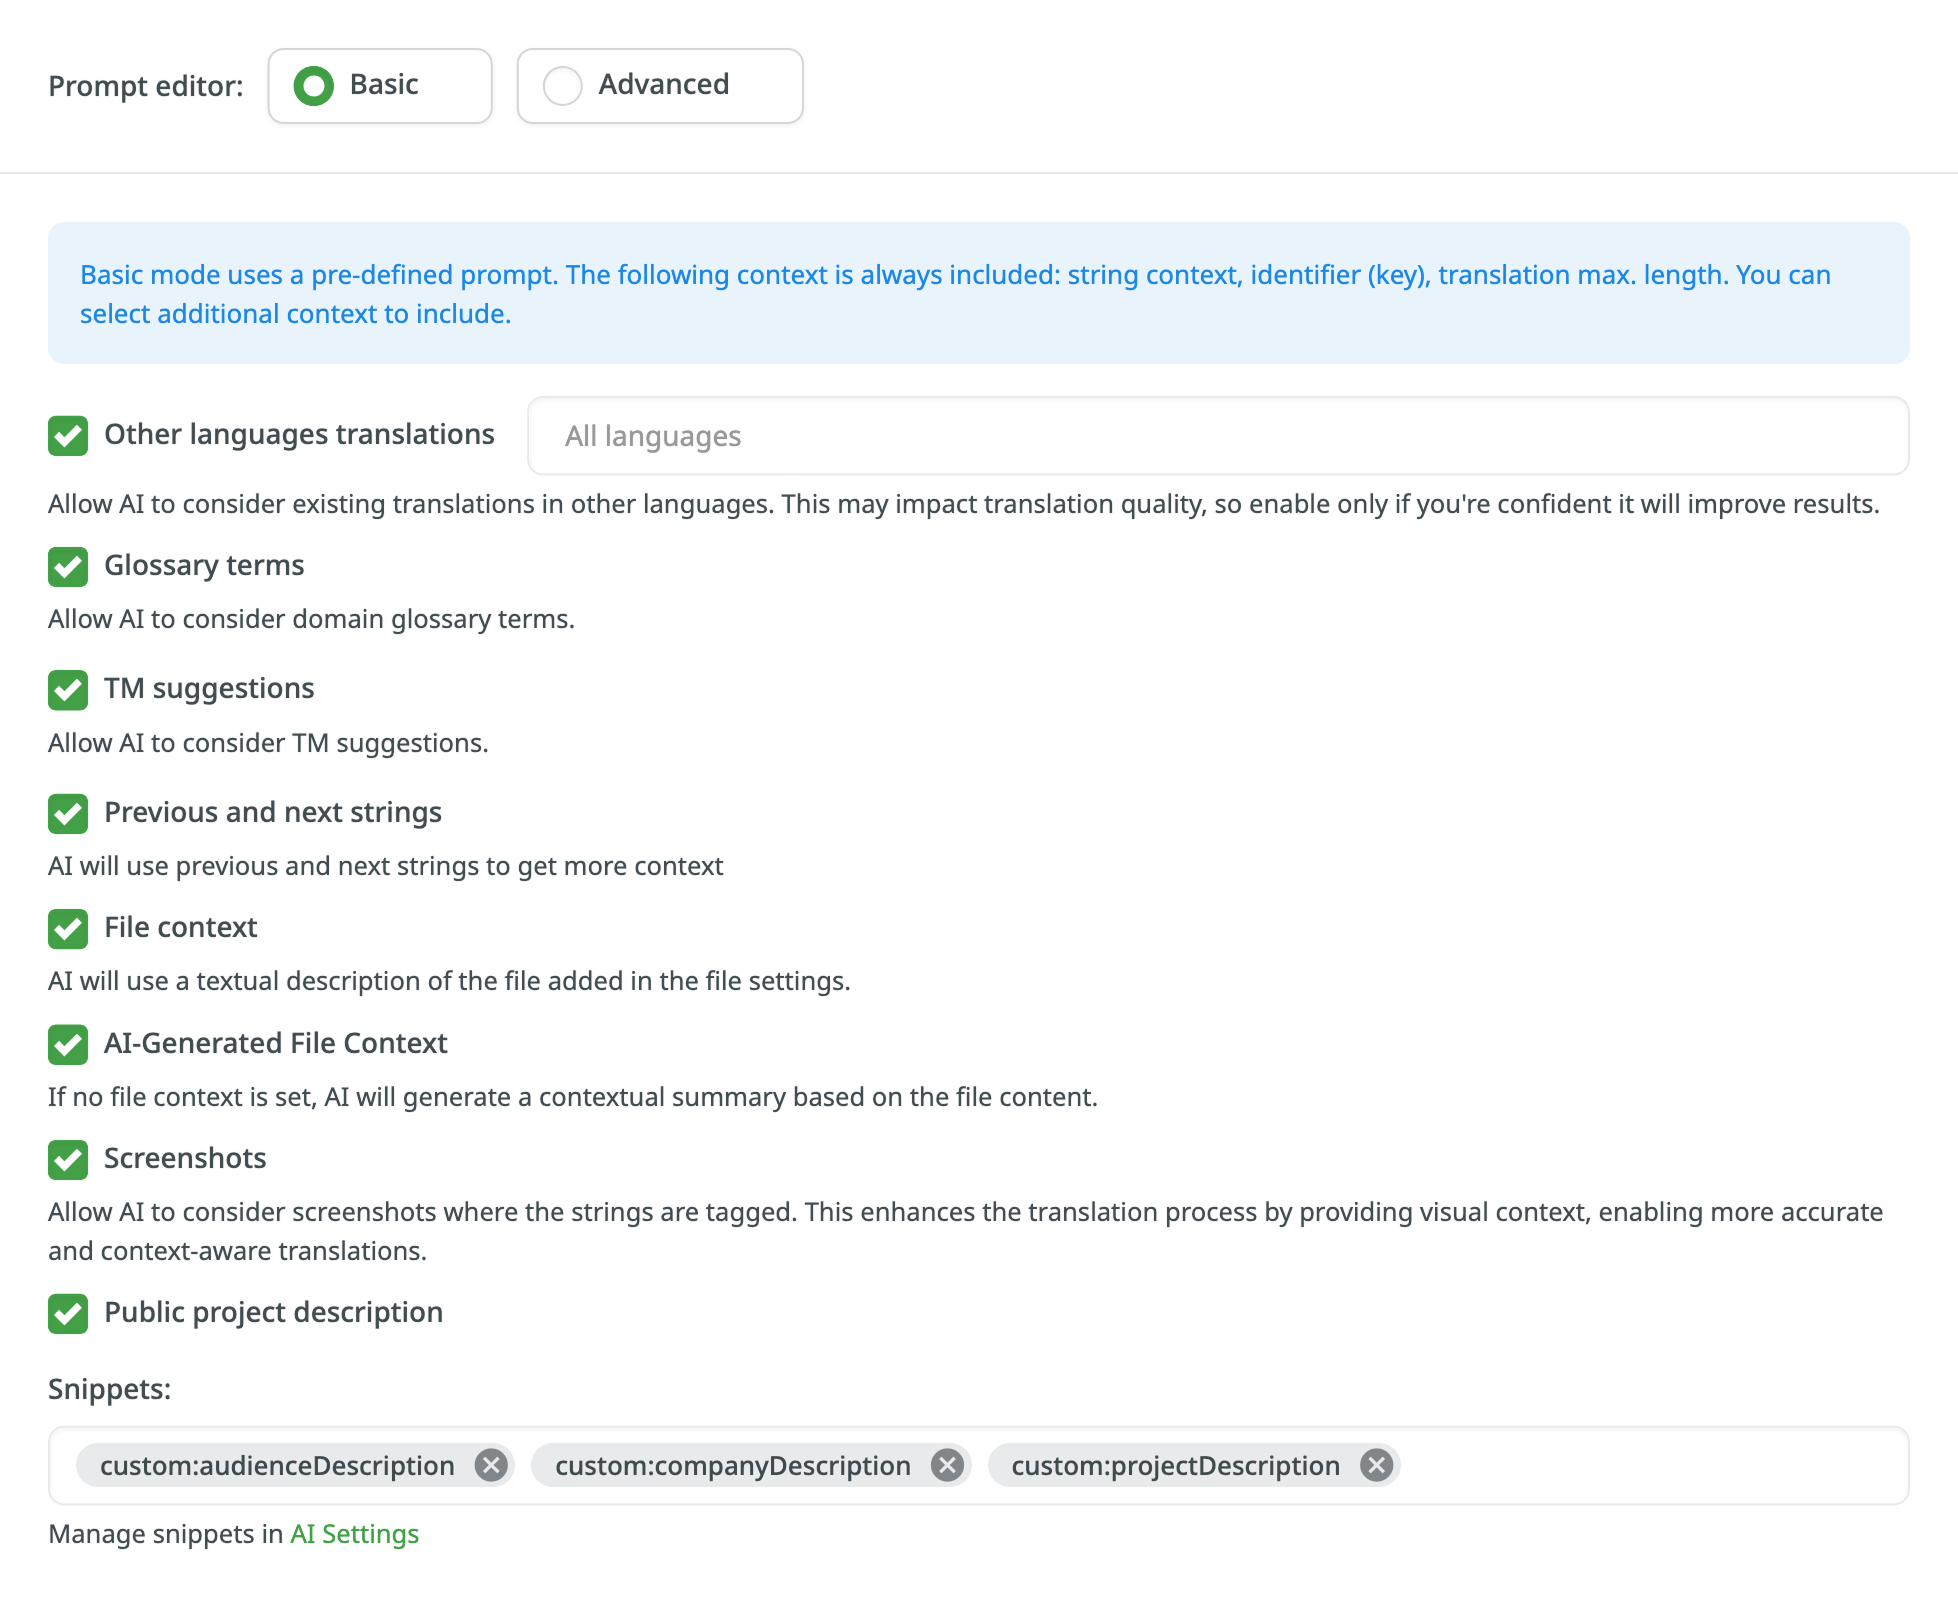 Prompt editor:
Basic
Advanced
Basic mode uses a pre-defined prompt. The following context is always included: string context, identifier (key), translation max. length. You can
select additional context to include.
Other languages translations
All languages
Allow AI to consider existing translations in other languages. This may impact translation quality, so enable only if you're confident it will improve results.
Glossary terms
Allow AI to consider domain glossary terms.
TM suggestions
Allow AI to consider TM suggestions.
Previous and next strings
AI will use previous and next strings to get more context
File context
AI will use a textual description of the file added in the file settings.
AI-Generated File Context
If no file context is set, AI will generate a contextual summary based on the file content.
Screenshots
Allow AI to consider screenshots where the strings are tagged. This enhances the translation process by providing visual context, enabling more accurate
and context-aware translations.
Public project description
Snippets:
custom:audienceDescription custom:companyDescription custom:projectDescription
Manage snippets in AI Settings